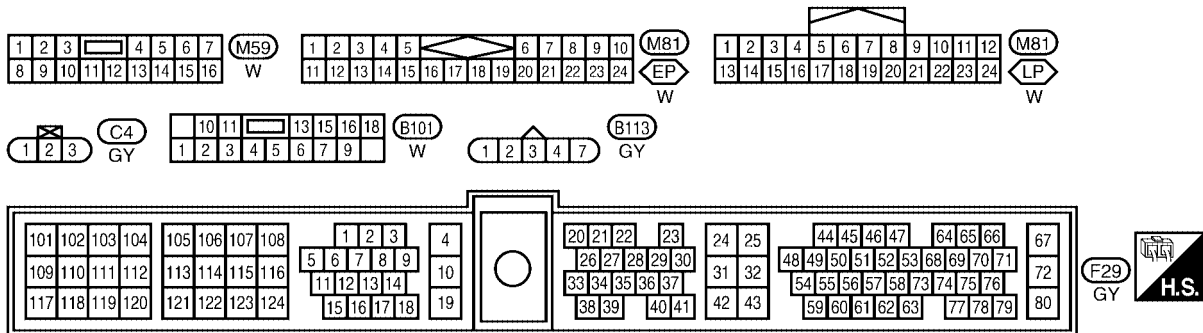 1 2 3 4 5 6 7 M59
8 9 10 11 12 13 14 15 16 W
1 2 3 4 5 6 7 8 9 10 M81
11 12 13 14 15 16 17 18 19 20 21 22 23 24 EP
W
1 2 3 4 5 6 7 8 9 10 11 12 M81
13 14 15 16 17 18 19 20 21 22 23 24 LP
W
1 2 3 C4
GY
10 11 13 15 16 18 B101
1 2 3 4 5 6 7 9 W
1 2 3 4 7 B113
GY
101 102 103 104 105 106 107 108 1 2 3 4 20 21 22 23 24 25 44 45 46 47 64 65 66 67
5 6 7 8 9 26 27 28 29 30 48 49 50 51 52 53 68 69 70 71
109 110 111 112 113 114 115 116 10 31 32 72 F29
11 12 13 14 33 34 35 36 37 54 55 56 57 58 73 74 75 76 GY
117 118 119 120 121 122 123 124 15 16 17 18 19 38 39 40 41 42 43 59 60 61 62 63 77 78 79 80
H.S.